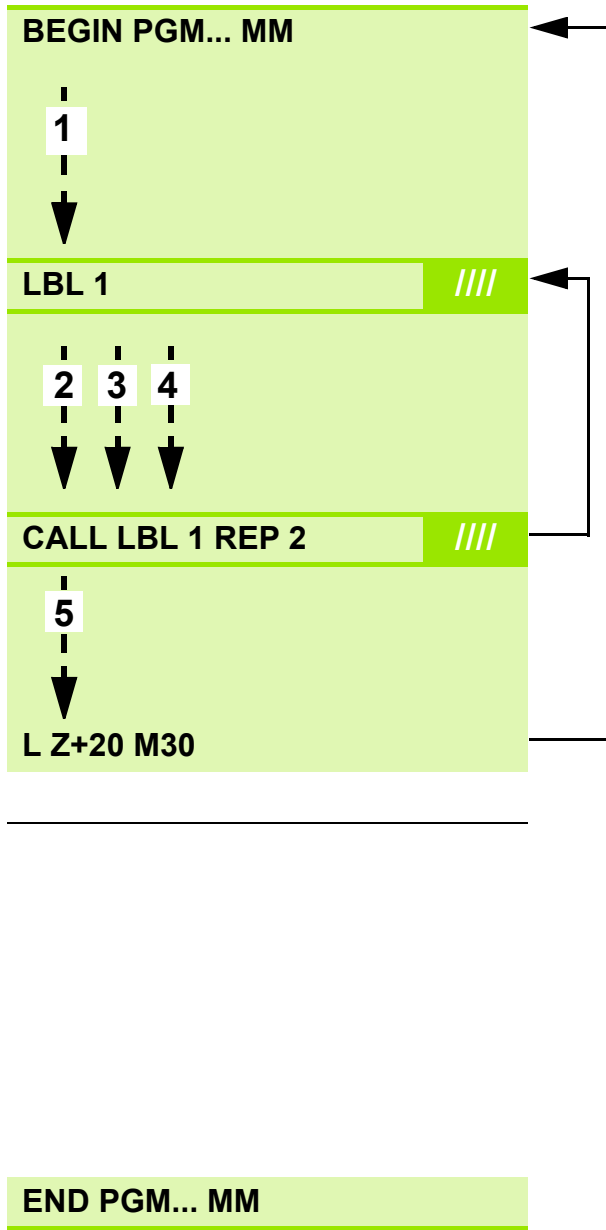 BEGIN PGM... MM
1
LBL 1 ////
2 3 4
CALL LBL 1 REP 2 ////
5
L Z+20 M30
END PGM... MM